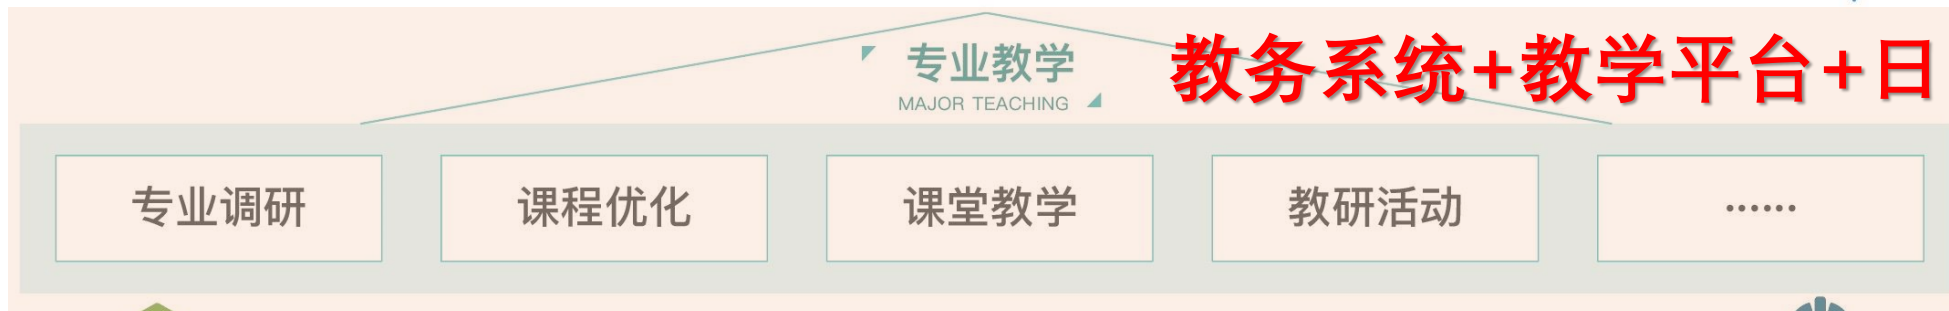 专业教学
MAJOR TEACHING
教务系统+教学平台+日
专业调研
课程优化
课堂教学
教研活动
……